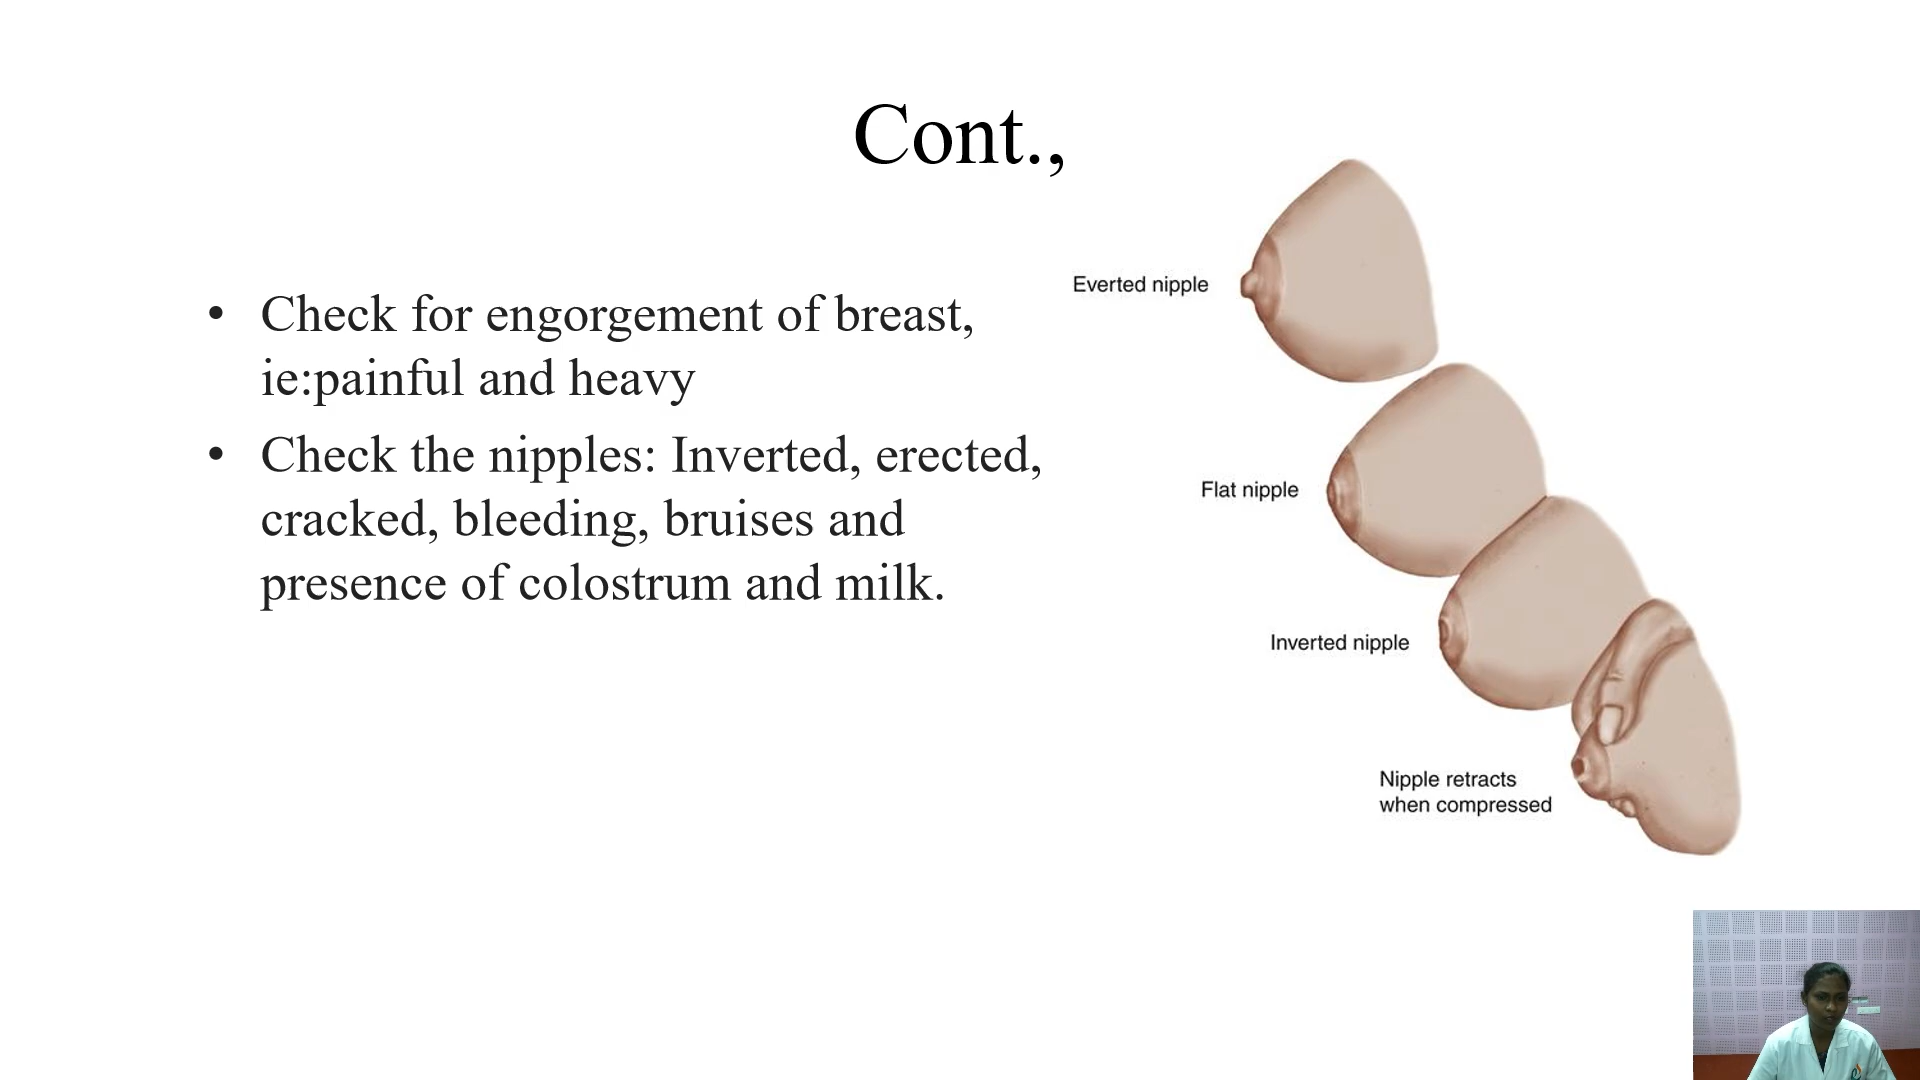 Cont.,
• Check for engorgement of breast,
ie:painful and heavy
• Check the nipples: Inverted, erected,
cracked, bleeding, bruises and
presence of colostrum and milk.
Everted nipple
Flat nipple
Inverted nipple
Nipple retracts
when compressed